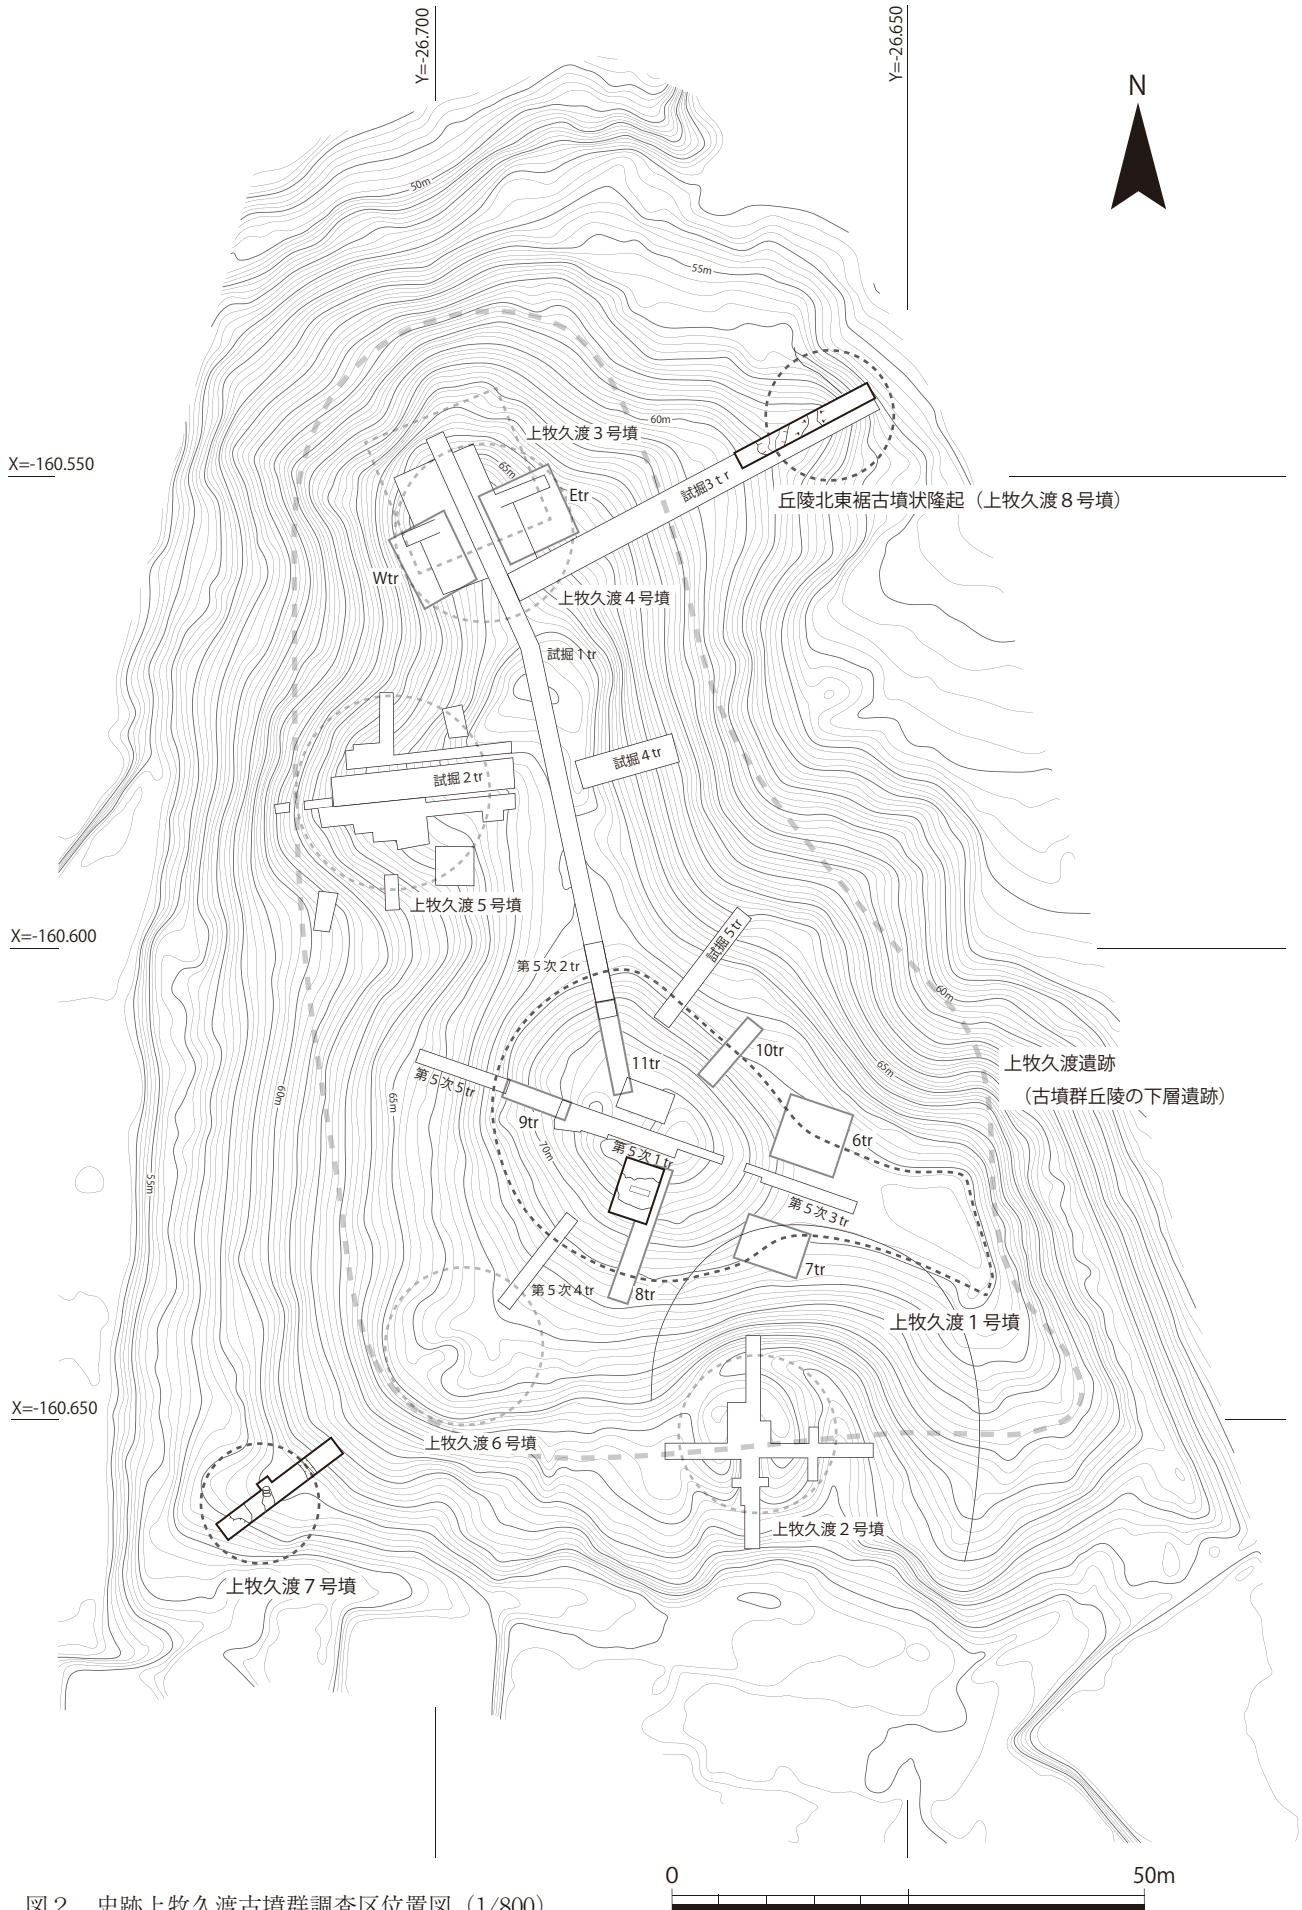 Y=-26.700
Y=-26.650
N
50m
55m
60m
上牧久渡３号墳
X=-160.550
65m
Etr
試掘3ｔｒ
丘陵北東裾古墳状隆起（上牧久渡８号墳）
Wtr
上牧久渡４号墳
試掘１tr
試掘４tr
試掘２tr
上牧久渡５号墳
X=-160.600
試掘５tr
第５次２tr
60m
10tr
11tr
上牧久渡遺跡
（古墳群丘陵の下層遺跡）
65m
第５次５tr
60m
65m
9tr
6tr
70m
第５次１tr
55m
第５次３tr
7tr
第５次４tr
8tr
上牧久渡１号墳
X=-160.650
上牧久渡６号墳
上牧久渡２号墳
上牧久渡７号墳
0
50m
図２　史跡上牧久渡古墳群調査区位置図（1/800）